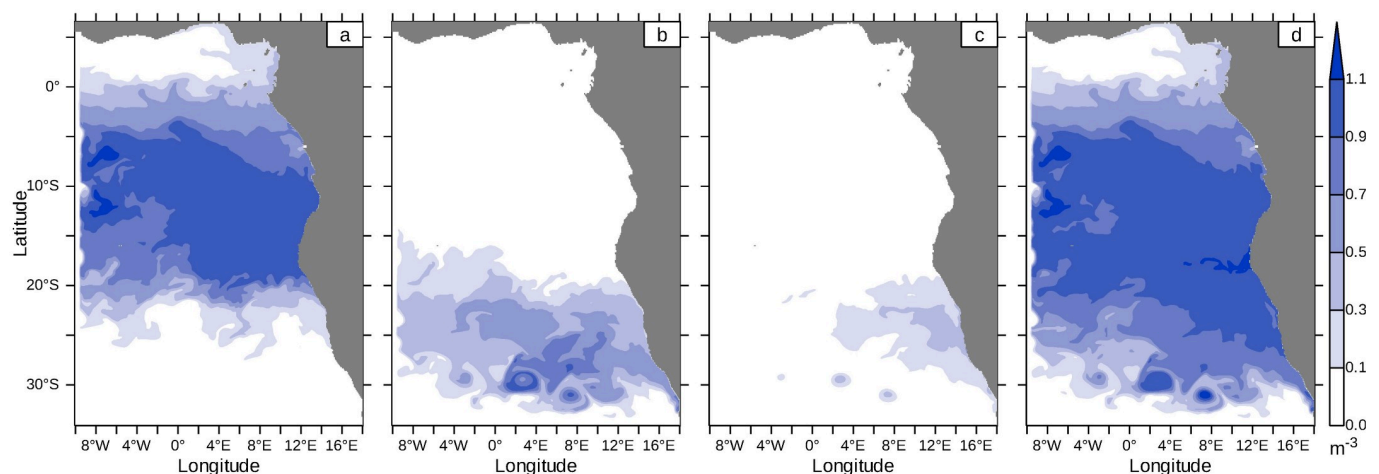 a b c d
0°
10°S
20°S
30°S
Latitude
8°W 4°W 0° 4°E 8°E 12°E 16°E 8°W 4°W 0° 4°E 8°E 12°E 16°E 8°W 4°W 0° 4°E 8°E 12°E 16°E 8°W 4°W 0° 4°E 8°E 12°E 16°E
Longitude Longitude Longitude Longitude
1.1
0.9
0.7
0.5
0.3
0.1
0.0
m⁻³